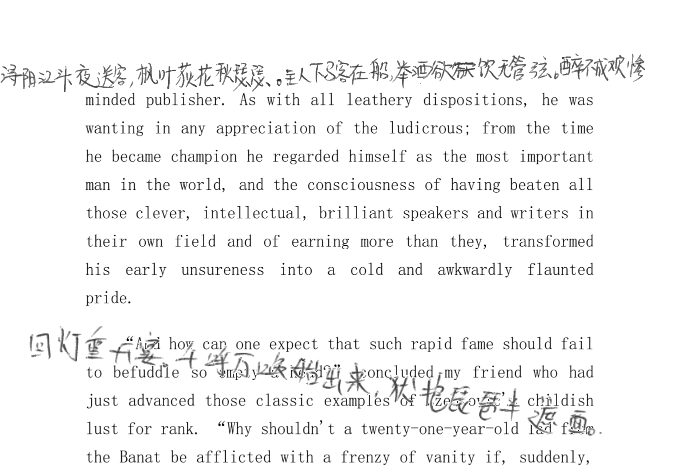 浔阳江头夜送客，枫叶荻花秋瑟瑟。主人下马客在船，举酒欲饮无管弦。醉不成欢惨
minded publisher. As with all leathery dispositions, he was
wanting in any appreciation of the ludicrous; from the time
he became champion he regarded himself as the most important
man in the world, and the consciousness of having beaten all
those clever, intellectual, brilliant speakers and writers in
their own field and of earning more than they, transformed
his early unsureness into a cold and awkwardly flaunted
pride.
回灯重开宴。千呼万唤始出来，犹抱琵琶半遮面。
“And how can one expect that such rapid fame should fail
to befuddle so empty a head?” concluded my friend who had
just advanced those classic examples of Czentovic's childish
lust for rank. “Why shouldn't a twenty-one-year-old lad from
the Banat be afflicted with a frenzy of vanity if, suddenly,